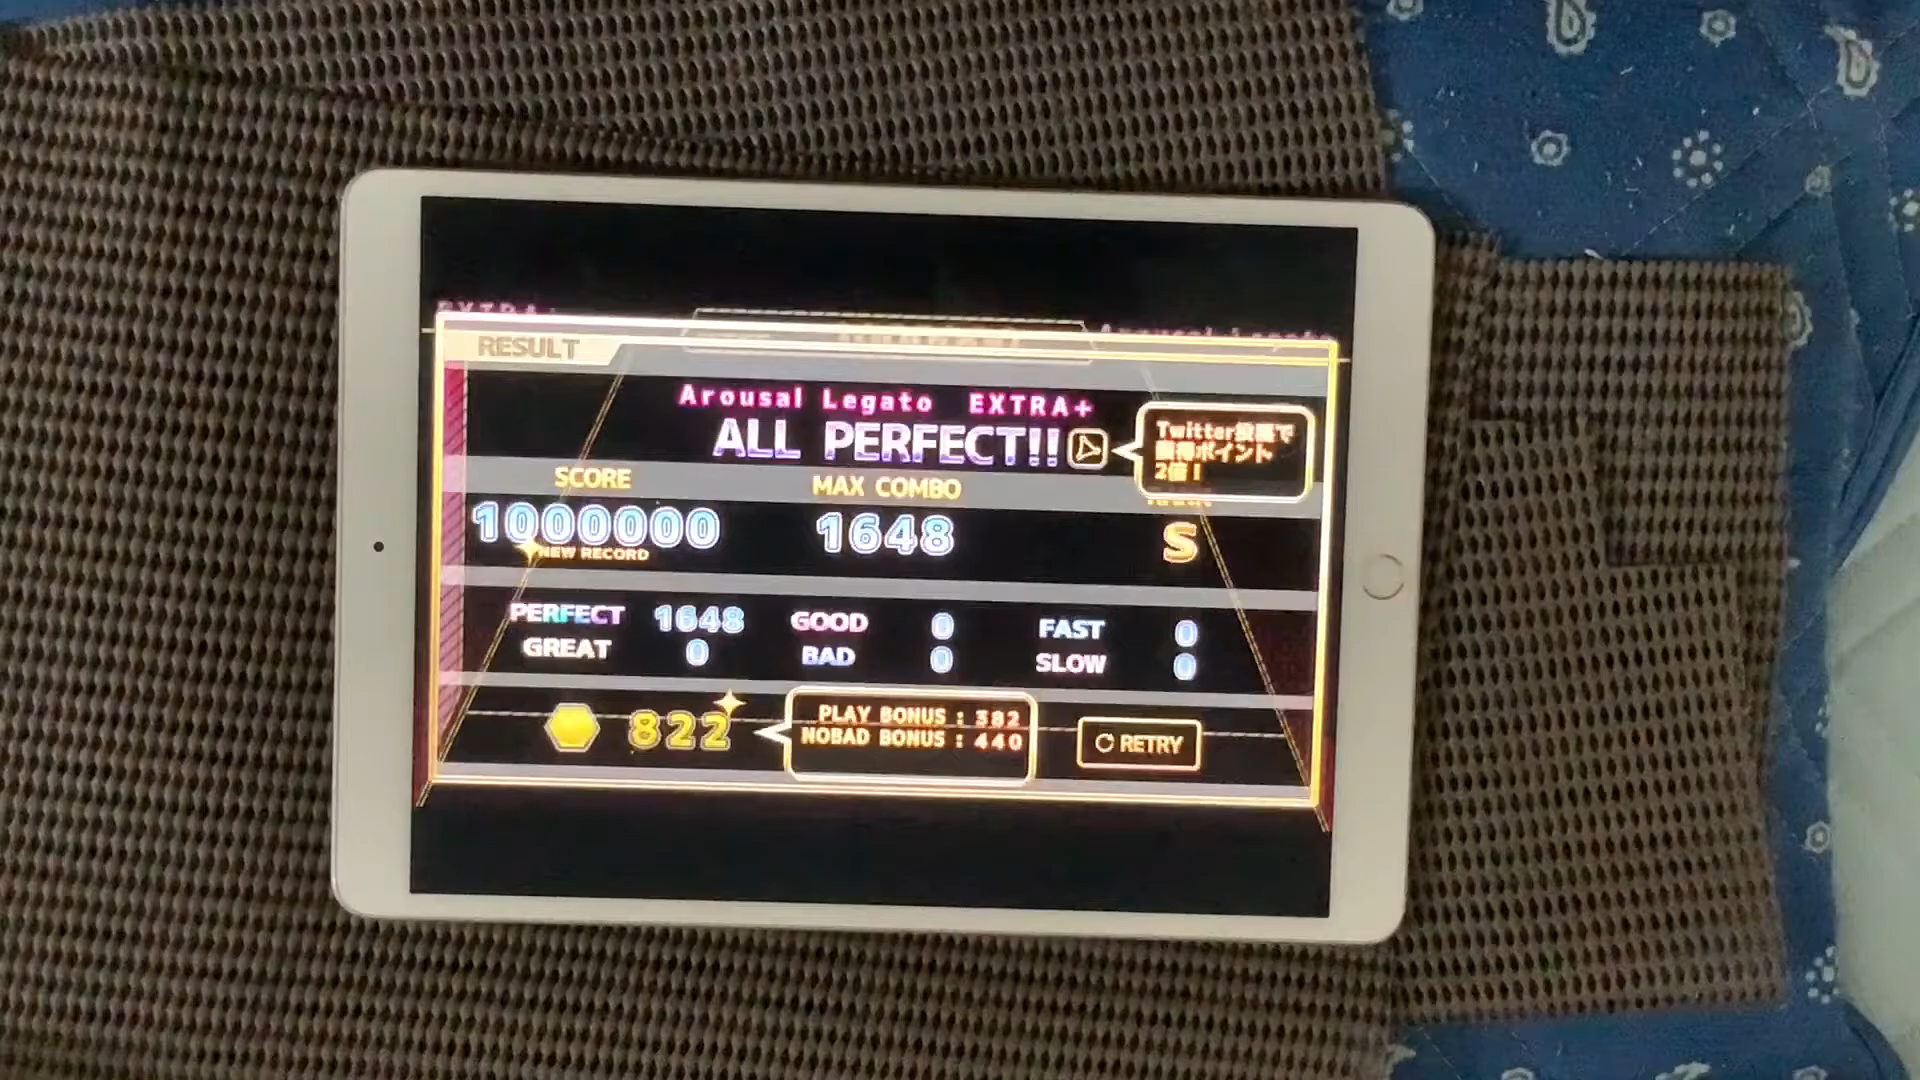 RESULT
Arousal Legato EXTRA+
ALL PERFECT!!
Twitter投稿で
獲得ポイント
2倍!
SCORE
MAX COMBO
1000000
1648
S
NEW RECORD
PERFECT 1648 GOOD 0 FAST 0
GREAT 0 BAD 0 SLOW 0
822
PLAY BONUS : 382
NOBAD BONUS : 440
RETRY